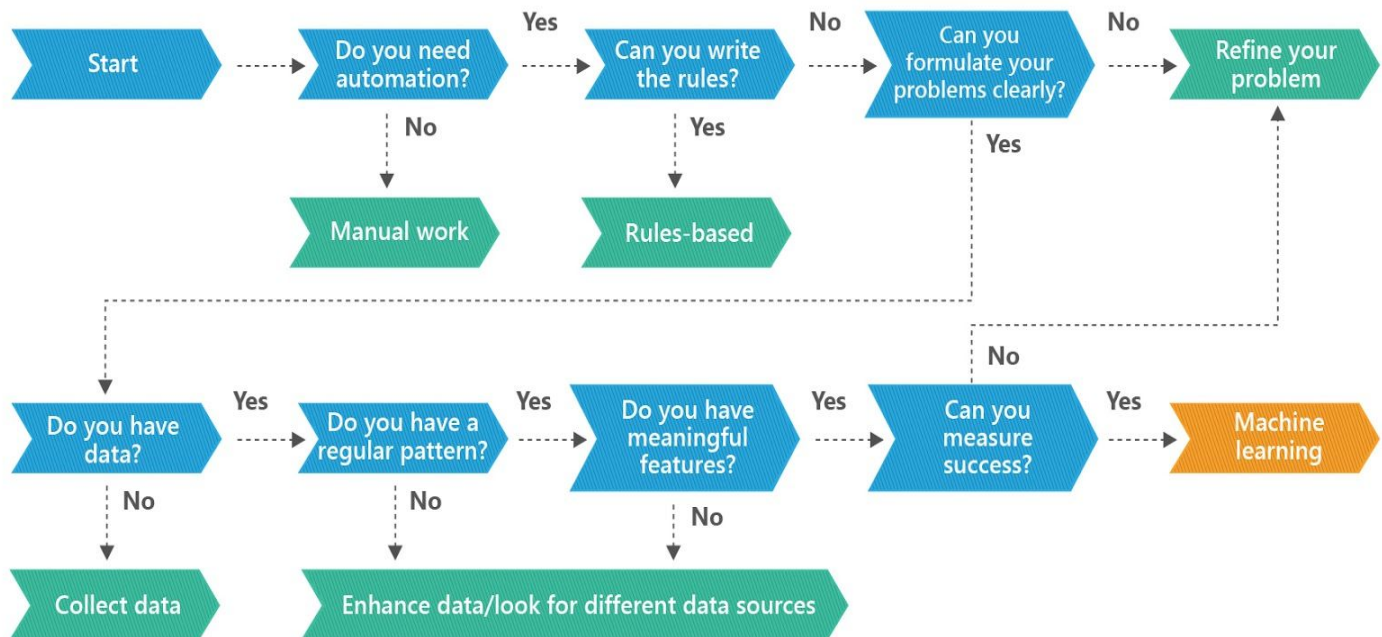 Start
Do you need
automation?
Yes
Can you write
the rules?
No
Can you
formulate your
problems clearly?
No
Refine your
problem
No
Yes
Yes
Manual work
Rules-based
No
Do you have
data?
Yes
Do you have a
regular pattern?
Yes
Do you have
meaningful
features?
Yes
Can you
measure
success?
Yes
Machine
learning
No
No
No
Collect data
Enhance data/look for different data sources